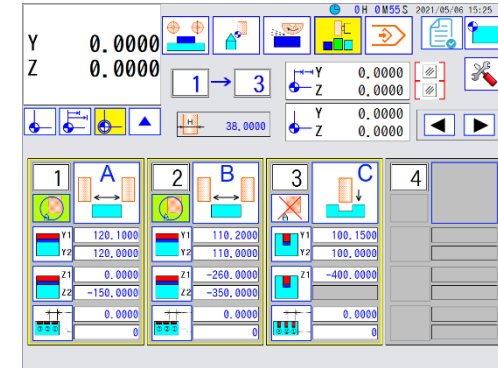 0H 0M55S 2021/05/06 15:25
Y 0.0000
Z 0.0000
1 → 3
Y 0.0000
Z 0.0000
H 38.0000
Y 0.0000
Z 0.0000
1 A 2 B 3 C 4
Y1 120.1000 Y1 110.2000 Y1 100.1500
Y2 120.0000 Y2 110.0000 Y2 100.0000
Z1 0.0000 Z1 -260.0000 Z1 -400.0000
Z2 -150.0000 Z2 -350.0000
0.0000 0.0000 0.0000
0 0 0